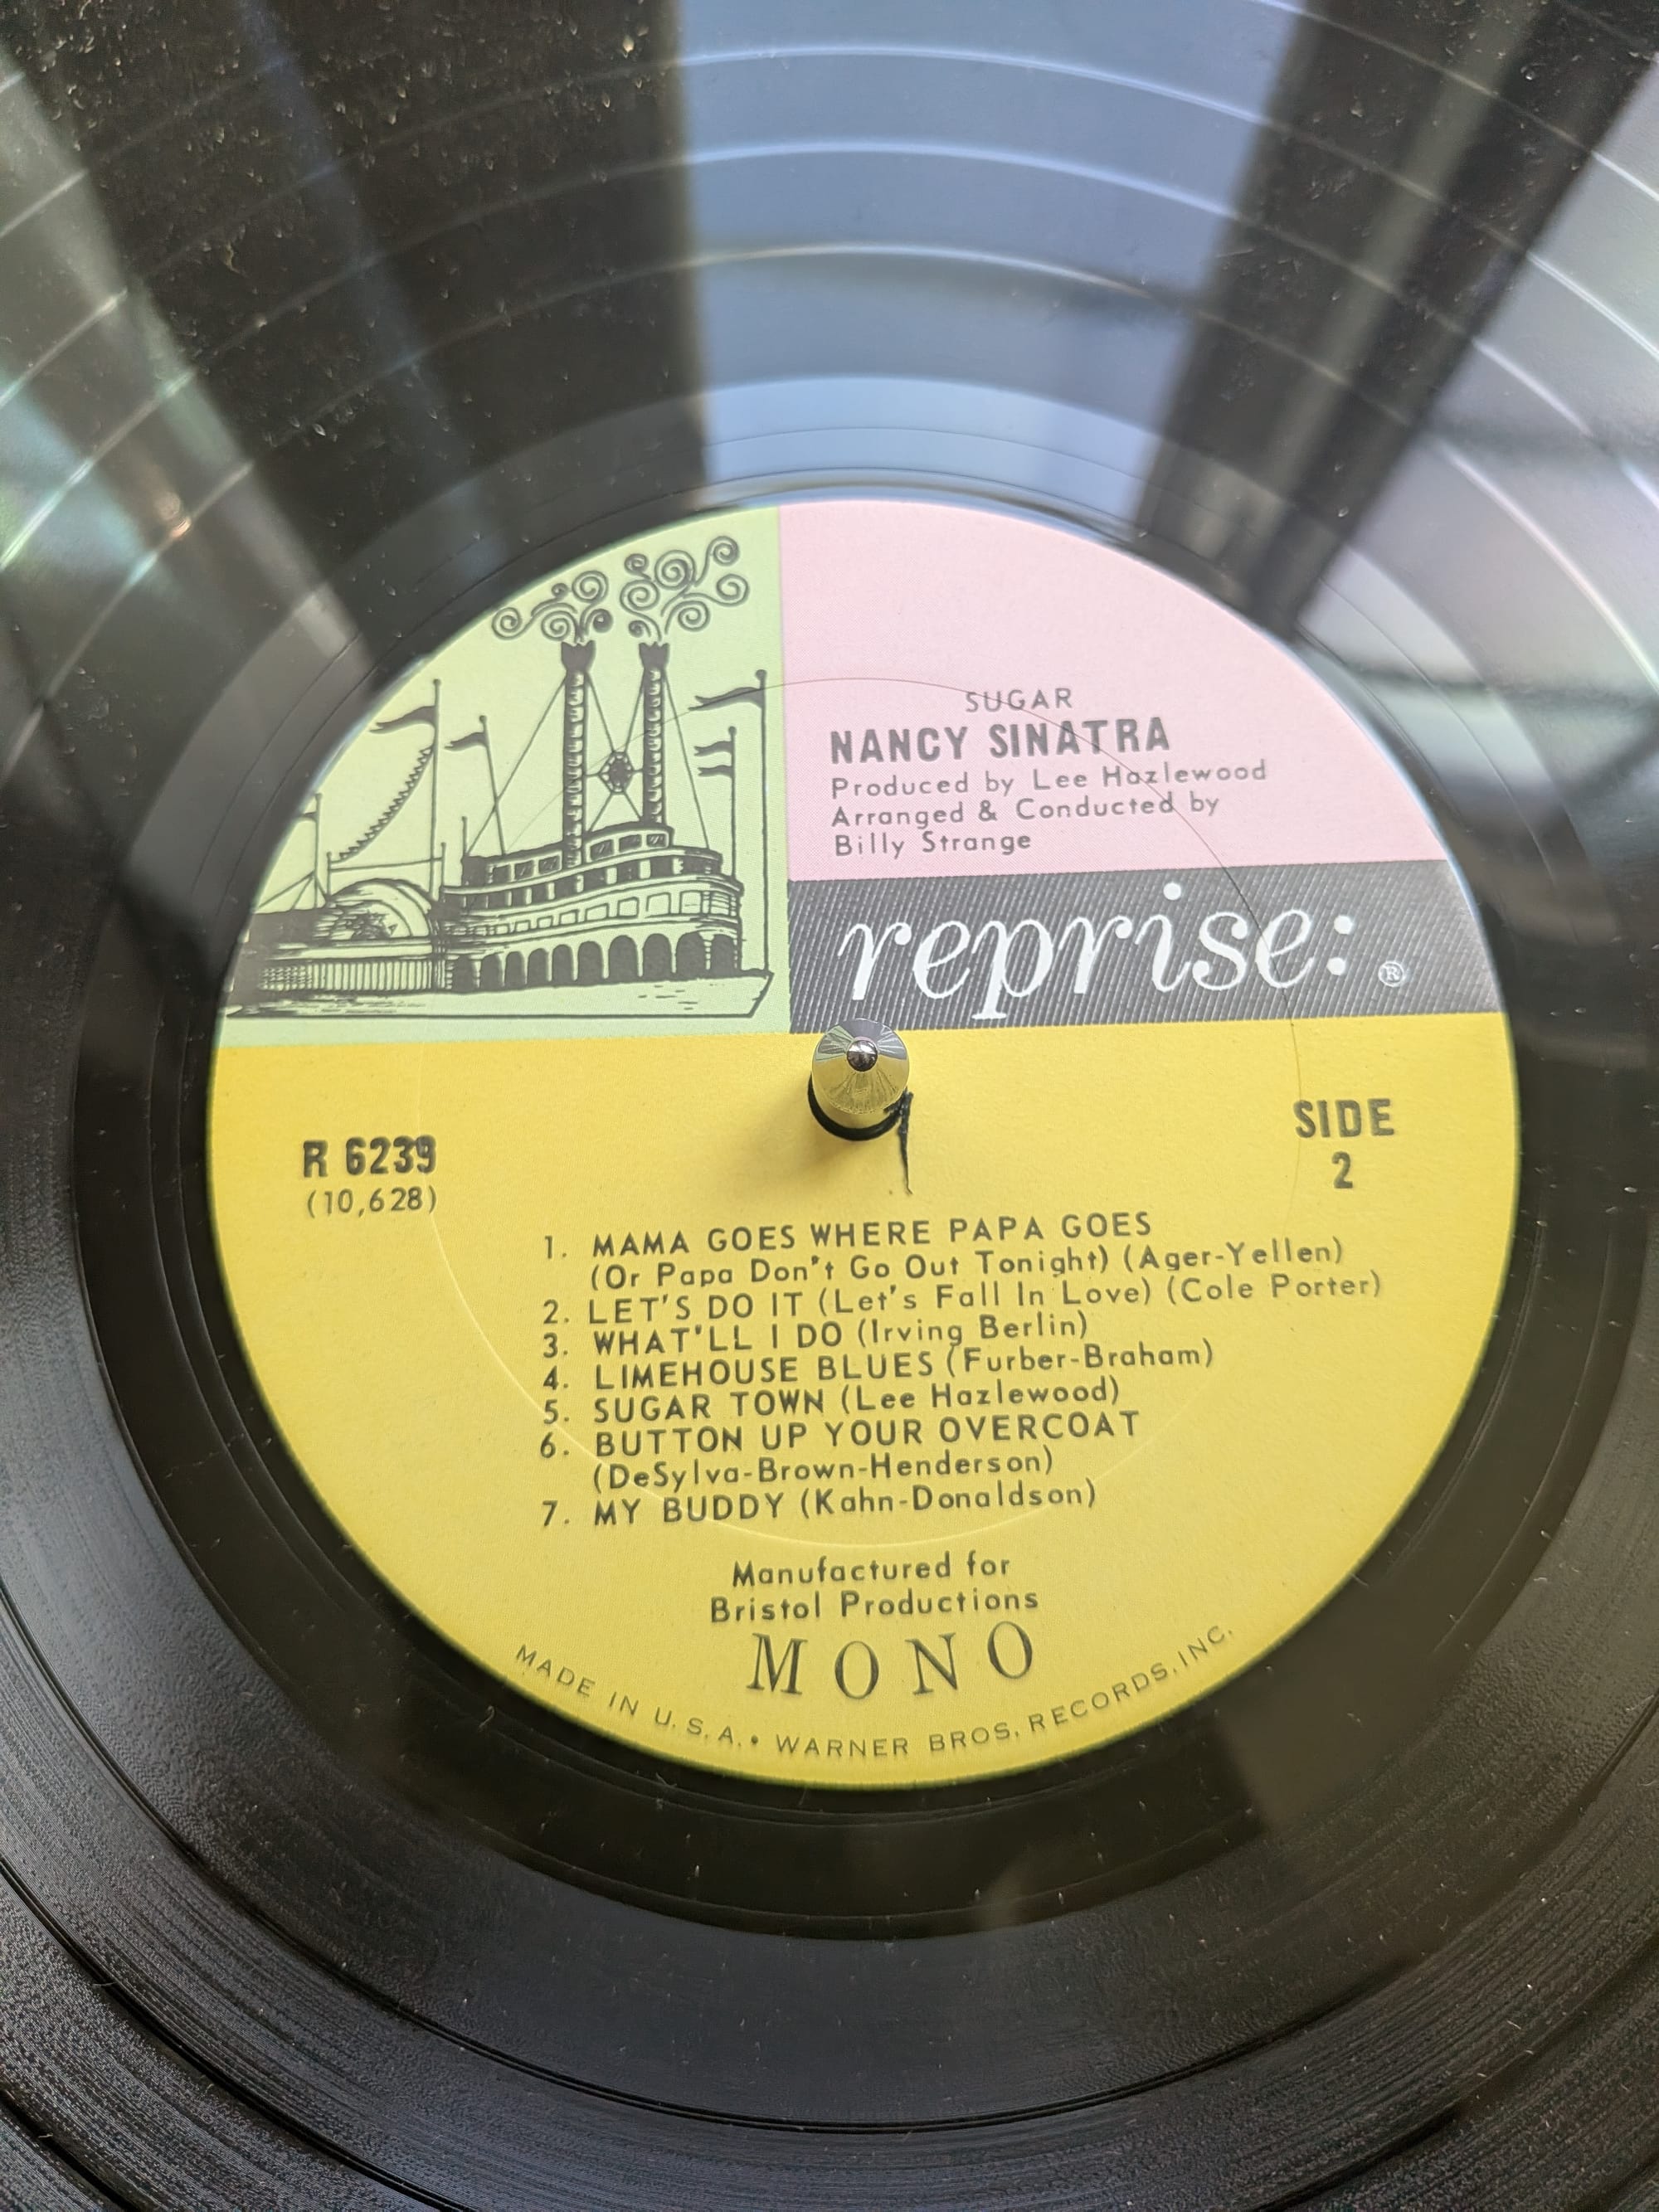 SUGAR
NANCY SINATRA
Produced by Lee Hazlewood
Arranged & Conducted by
Billy Strange
reprise:®
R 6239
(10,628)
SIDE
2
1. MAMA GOES WHERE PAPA GOES
(Or Papa Don't Go Out Tonight) (Ager-Yellen)
2. LET'S DO IT (Let's Fall In Love) (Cole Porter)
3. WHAT'LL I DO (Irving Berlin)
4. LIMEHOUSE BLUES (Furber-Braham)
5. SUGAR TOWN (Lee Hazlewood)
6. BUTTON UP YOUR OVERCOAT
(DeSylva-Brown-Henderson)
7. MY BUDDY (Kahn-Donaldson)
Manufactured for
Bristol Productions
MONO
MADE IN U.S.A. • WARNER BROS. RECORDS, INC.